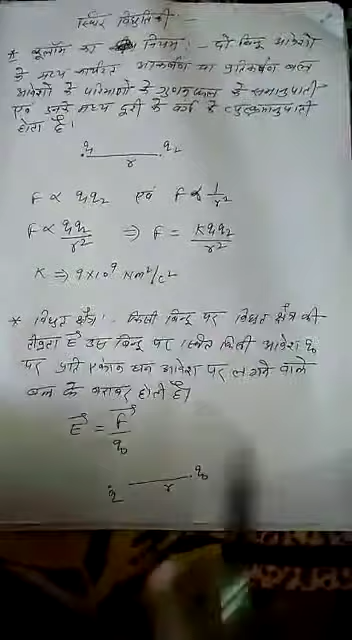 स्थिर विद्युतिकी :-
* कूलॉम का नियम :- दो बिन्दु आवेशो
के मध्य कार्यरत आकर्षण या प्रतिकर्षण बल
आवेशो के परिमाणो के गुणनफल के समानुपाती
एवं उनके मध्य दूरी के वर्ग के व्युत्क्रमानुपाती
होता है।
q₁ q₂
r
F ∝ q₁q₂ एवं F ∝ 1/r²
F ∝ q₁q₂/r² ⇒ F = Kq₁q₂/r²
K ⇒ 9×10⁹ Nm²/C²
* विद्युत क्षेत्र :- किसी बिन्दु पर विद्युत क्षेत्र की
तीव्रता E⃗ उस बिन्दु पर स्थित किसी आवेश q₀
पर प्रति एकांक धन आवेश पर लगने वाले
बल के बराबर होती है।
E⃗ = F⃗/q₀
q r q₀